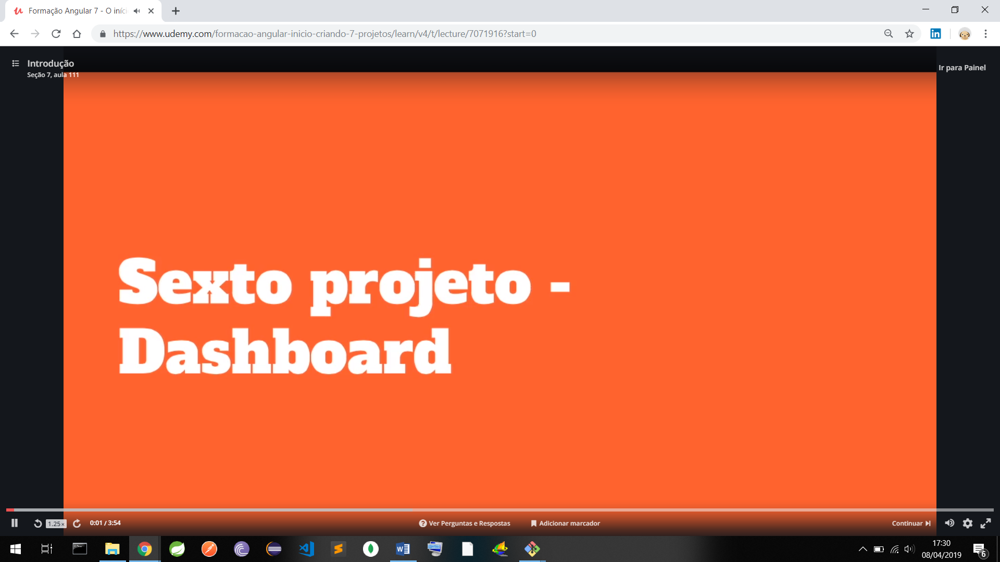 Formação Angular 7 - O iníci
https://www.udemy.com/formacao-angular-inicio-criando-7-projetos/learn/v4/t/lecture/7071916?start=0
Introdução
Seção 7, aula 111
Ir para Painel
Sexto projeto -
Dashboard
1.25x
0:01 / 3:54
Ver Perguntas e Respostas
Adicionar marcador
Continuar
17:30
08/04/2019
6